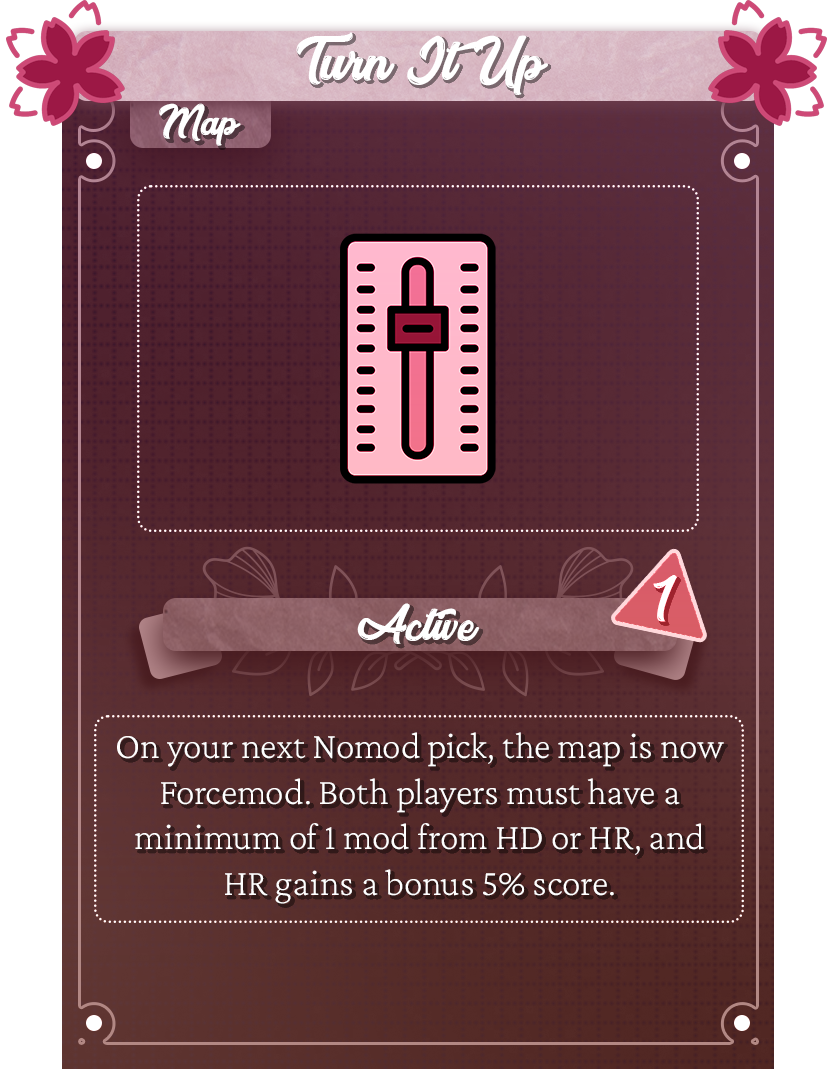 Turn It Up
Map
Active
1
On your next Nomod pick, the map is now
Forcemod. Both players must have a
minimum of 1 mod from HD or HR, and
HR gains a bonus 5% score.